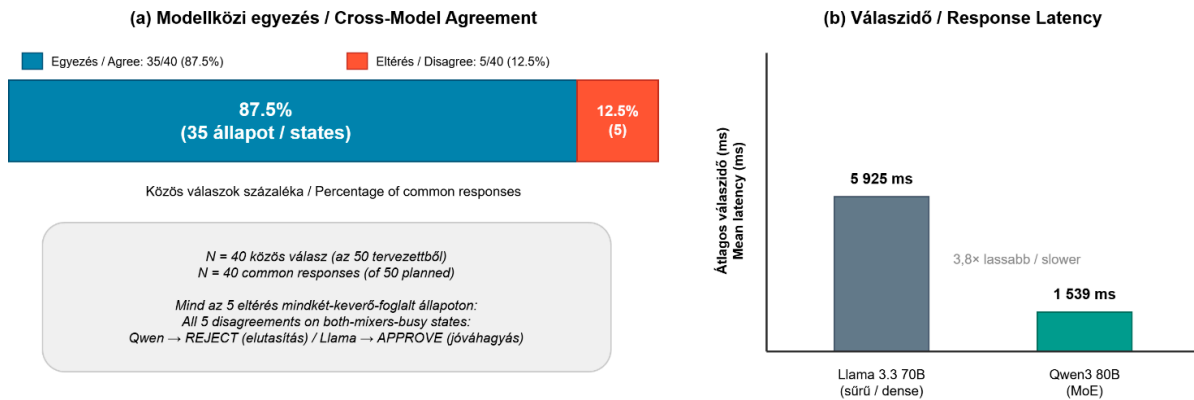 (a) Modellközi egyezés / Cross-Model Agreement
Egyezés / Agree: 35/40 (87.5%)
Eltérés / Disagree: 5/40 (12.5%)
87.5%
(35 állapot / states)
12.5%
(5)
Közös válaszok százaléka / Percentage of common responses
N = 40 közös válasz (az 50 tervezettből)
N = 40 common responses (of 50 planned)
Mind az 5 eltérés mindkét-keverő-foglalt állapoton:
All 5 disagreements on both-mixers-busy states:
Qwen → REJECT (elutasítás) / Llama → APPROVE (jóváhagyás)
(b) Válaszidő / Response Latency
Átlagos válaszidő (ms)
Mean latency (ms)
5 925 ms
3,8× lassabb / slower
1 539 ms
Llama 3.3 70B
(sűrű / dense)
Qwen3 80B
(MoE)